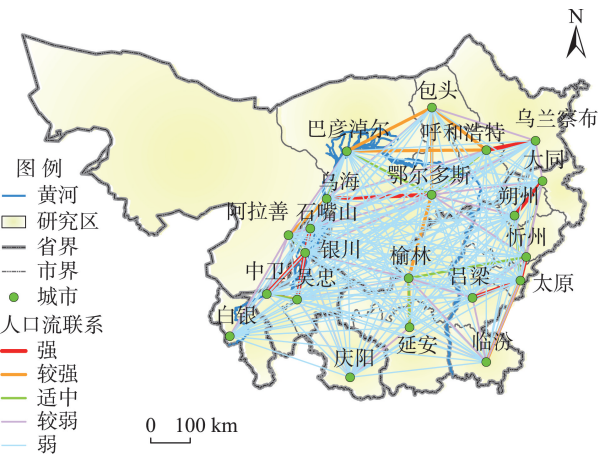 N
包头
乌兰察布
巴彦淖尔
呼和浩特
大同
图例
乌海
鄂尔多斯
黄河
朔州
阿拉善
石嘴山
研究区
忻州
省界
银川
榆林
市界
中卫
吴忠
吕梁
太原
城市
白银
人口流联系
延安
临汾
强
庆阳
较强
适中
0 100 km
较弱
弱